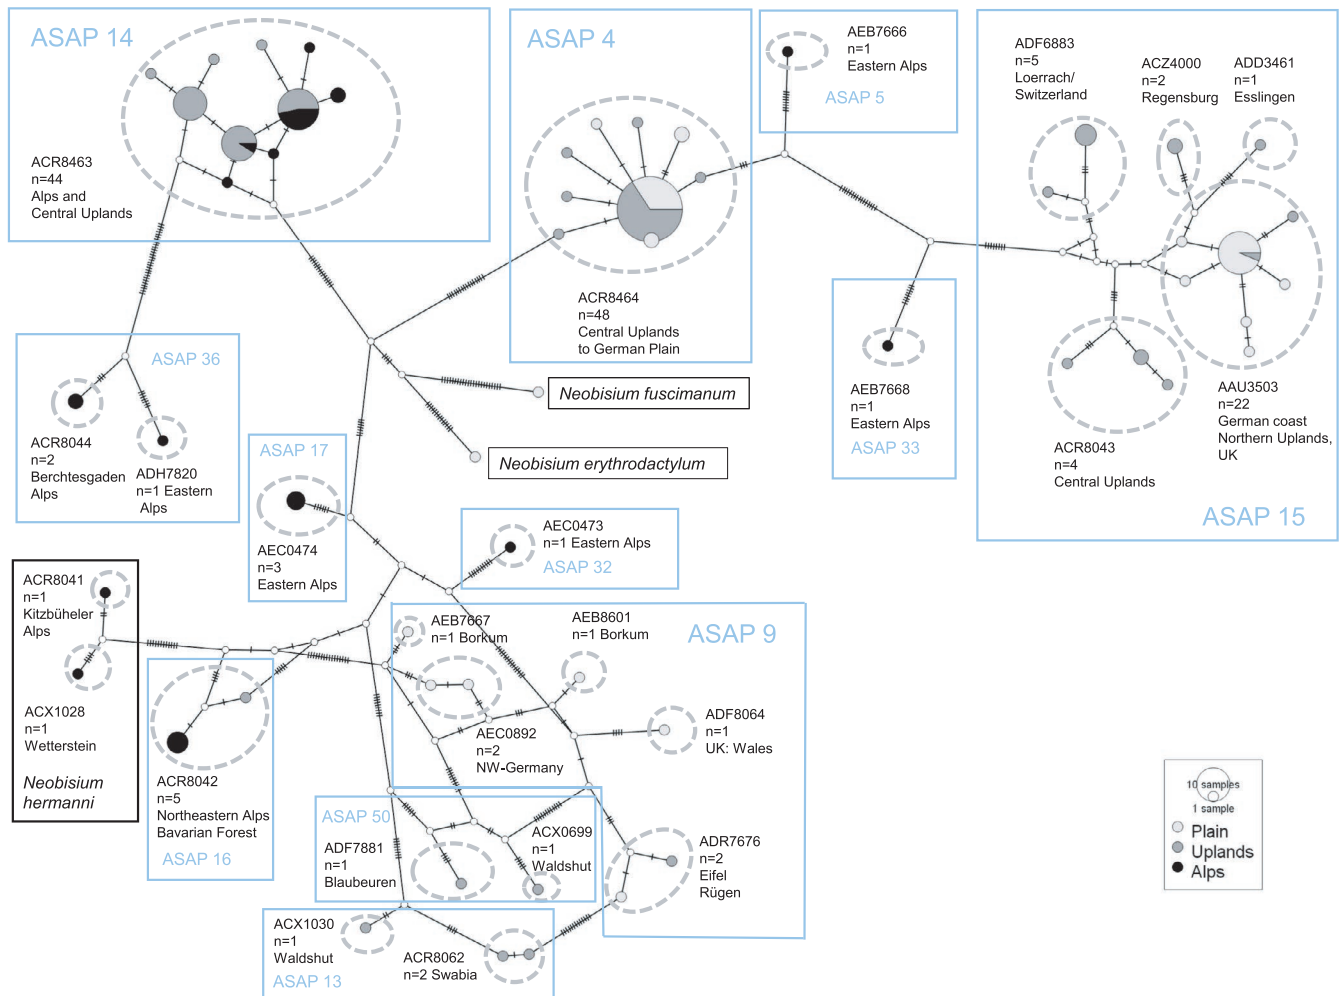 ASAP 14
ACR8463
n=44
Alps and
Central Uplands
ASAP 4
ACR8464
n=48
Central Uplands
to German Plain
AEB7666
n=1
Eastern Alps
ASAP 5
ADF6883
n=5
Loerrach/
Switzerland
ACZ4000
n=2
Regensburg
ADD3461
n=1
Esslingen
AAU3503
n=22
German coast
Northern Uplands,
UK
ACR8043
n=4
Central Uplands
ASAP 15
AEB7668
n=1
Eastern Alps
ASAP 33
ASAP 36
ACR8044
n=2
Berchtesgaden
Alps
ADH7820
n=1 Eastern
Alps
Neobisium fuscimanum
Neobisium erythrodactylum
ASAP 17
AEC0474
n=3
Eastern Alps
AEC0473
n=1 Eastern Alps
ASAP 32
ACR8041
n=1
Kitzbüheler
Alps
ACX1028
n=1
Wetterstein
Neobisium
hermanni
ACR8042
n=5
Northeastern Alps
Bavarian Forest
ASAP 16
AEB7667
n=1 Borkum
AEB8601
n=1 Borkum
ASAP 9
AEC0892
n=2
NW-Germany
ADF8064
n=1
UK: Wales
ADR7676
n=2
Eifel
Rügen
ASAP 50
ADF7881
n=1
Blaubeuren
ACX0699
n=1
Waldshut
ACX1030
n=1
Waldshut
ASAP 13
ACR8062
n=2 Swabia
10 samples
1 sample
Plain
Uplands
Alps